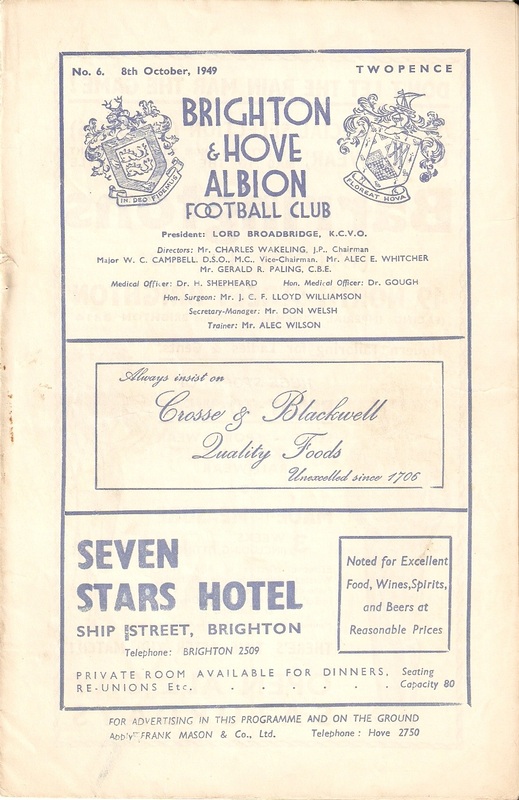 No. 6. 8th October, 1949 TWOPENCE
BRIGHTON
& HOVE
ALBION
FOOTBALL CLUB
IN DEO FIDEMUS
FLOREAT HOVA
President: LORD BROADBRIDGE, K.C.V.O.
Directors: Mr. CHARLES WAKELING, J.P., Chairman
Major W. C. CAMPBELL, D.S.O., M.C., Vice-Chairman. Mr. ALEC E. WHITCHER
Mr. GERALD R. PALING, C.B.E.
Medical Officer: Dr. H. SHEPHEARD Hon. Medical Officer: Dr. GOUGH
Hon. Surgeon: Mr. J. C. F. LLOYD WILLIAMSON
Secretary-Manager: Mr. DON WELSH
Trainer: Mr. ALEC WILSON
Always insist on
Crosse & Blackwell
Quality Foods
Unexcelled since 1706
SEVEN
STARS HOTEL
SHIP STREET, BRIGHTON
Telephone: BRIGHTON 2509
Noted for Excellent
Food, Wines, Spirits,
and Beers at
Reasonable Prices
PRIVATE ROOM AVAILABLE FOR DINNERS, Seating
RE-UNIONS Etc. . . . . . . Capacity 80
FOR ADVERTISING IN THIS PROGRAMME AND ON THE GROUND
Apply FRANK MASON & Co., Ltd. Telephone: Hove 2750